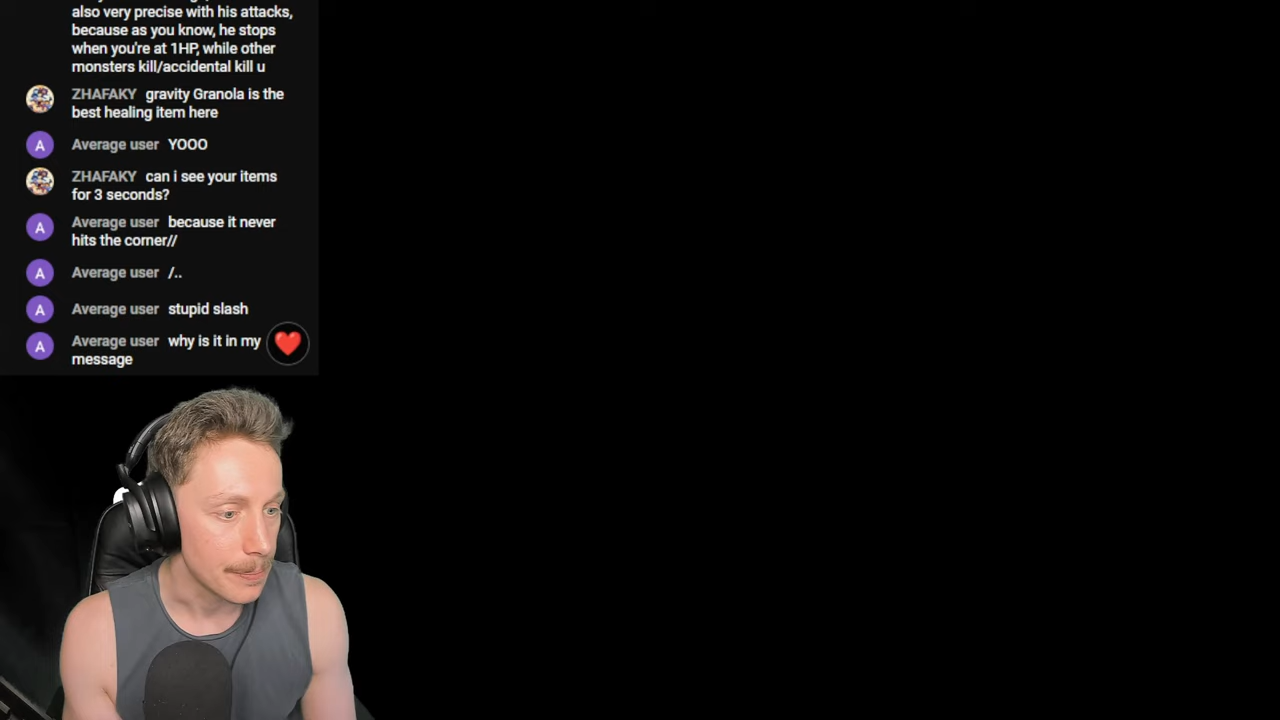 also very precise with his attacks,
because as you know, he stops
when you're at 1HP, while other
monsters kill/accidental kill u
ZHAFAKY gravity Granola is the
best healing item here
A Average user YOOO
ZHAFAKY can i see your items
for 3 seconds?
A Average user because it never
hits the corner//
A Average user /..
A Average user stupid slash
A Average user why is it in my
message